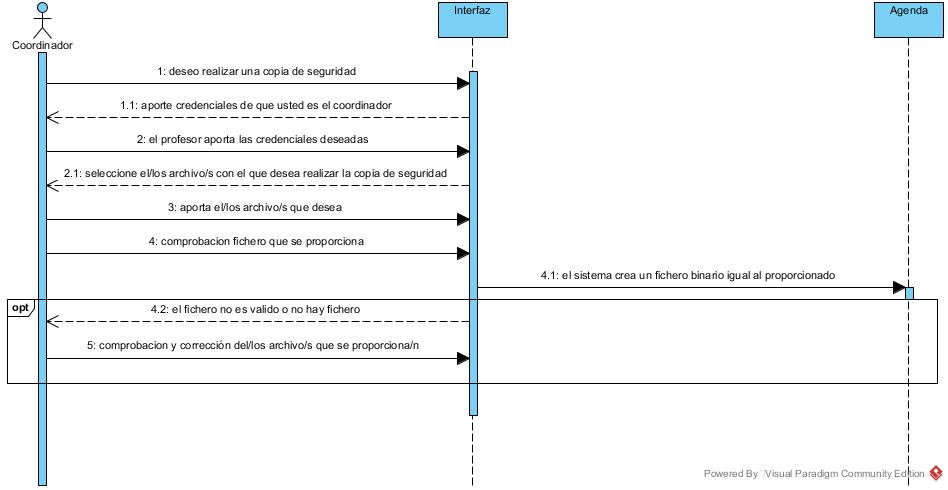 Coordinador
Interfaz
Agenda
1: deseo realizar una copia de seguridad
1.1: aporte credenciales de que usted es el coordinador
2: el profesor aporta las credenciales deseadas
2.1: seleccione el/los archivo/s con el que desea realizar la copia de seguridad
3: aporta el/los archivo/s que desea
4: comprobacion fichero que se proporciona
4.1: el sistema crea un fichero binario igual al proporcionado
opt
4.2: el fichero no es valido o no hay fichero
5: comprobacion y corrección del/los archivo/s que se proporciona/n
Powered By Visual Paradigm Community Edition